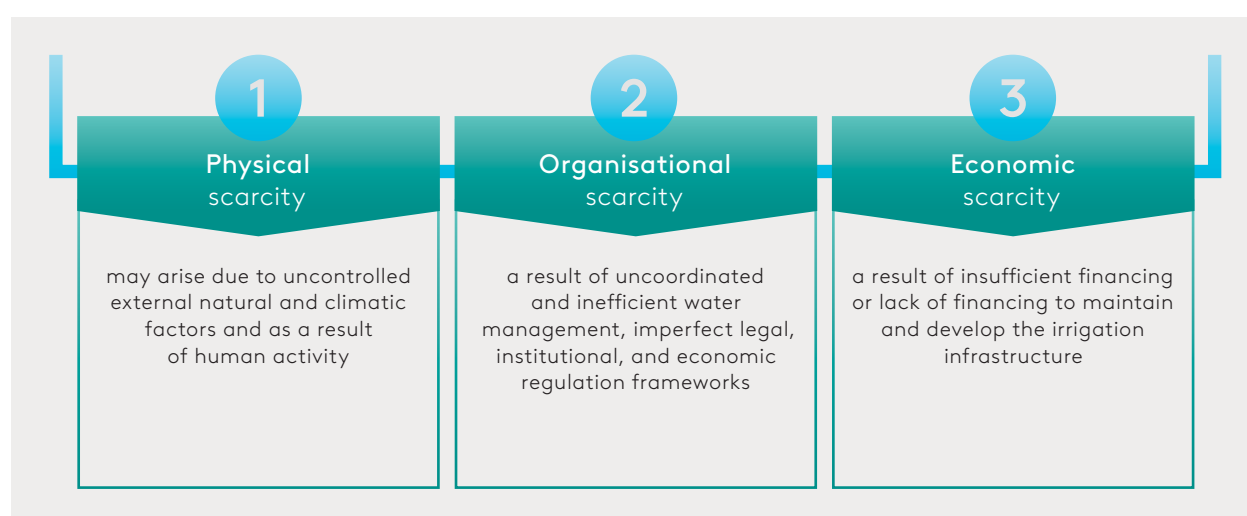 1
Physical
scarcity
may arise due to uncontrolled
external natural and climatic
factors and as a result
of human activity
2
Organisational
scarcity
a result of uncoordinated
and inefficient water
management, imperfect legal,
institutional, and economic
regulation frameworks
3
Economic
scarcity
a result of insufficient financing
or lack of financing to maintain
and develop the irrigation
infrastructure